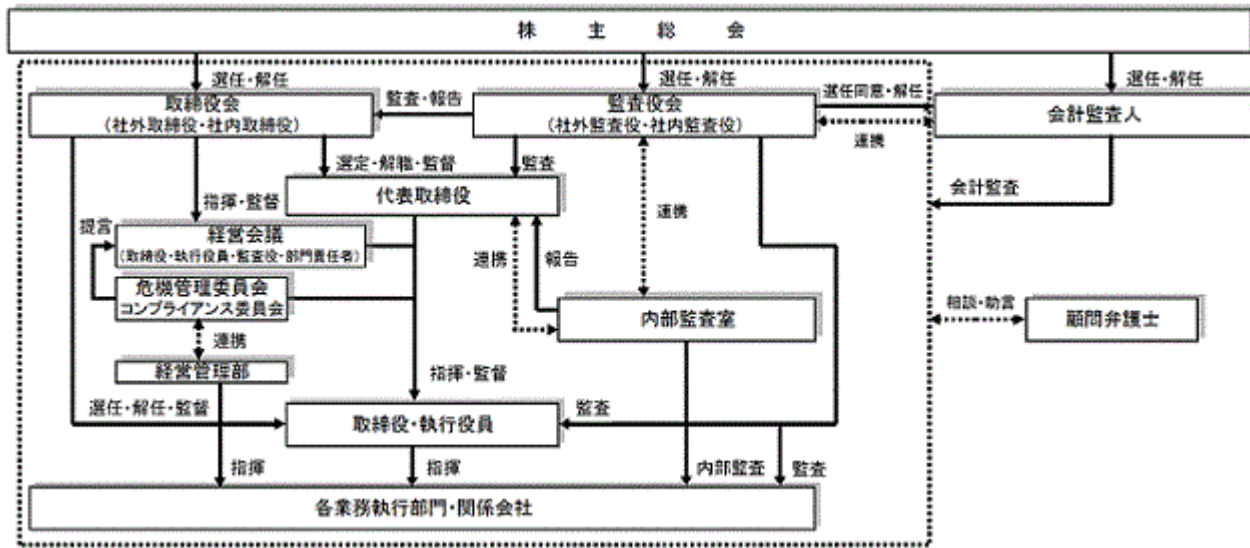 株主総会
選任・解任
選任・解任
選任・解任
取締役会
(社外取締役・社内取締役)
監査・報告
監査役会
(社外監査役・社内監査役)
選任同意・解任
連携
会計監査人
選定・解職・監督
監査
会計監査
代表取締役
指揮・監督
提言
経営会議
(取締役・執行役員・監査役・部門責任者)
連携
報告
連携
危機管理委員会
コンプライアンス委員会
内部監査室
相談・助言
顧問弁護士
連携
経営管理部
指揮・監督
選任・解任・監督
取締役・執行役員
監査
指揮
指揮
内部監査
監査
各業務執行部門・関係会社